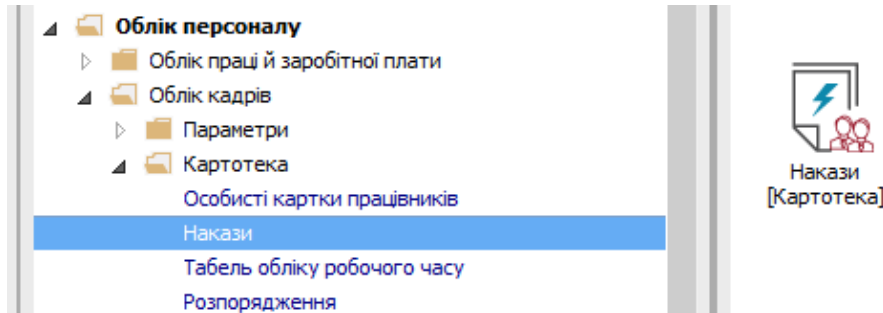 Облік персоналу
Облік праці й заробітної плати
Облік кадрів
Параметри
Картотека
Особисті картки працівників
Накази
Табель обліку робочого часу
Розпорядження
Накази
[Картотека]